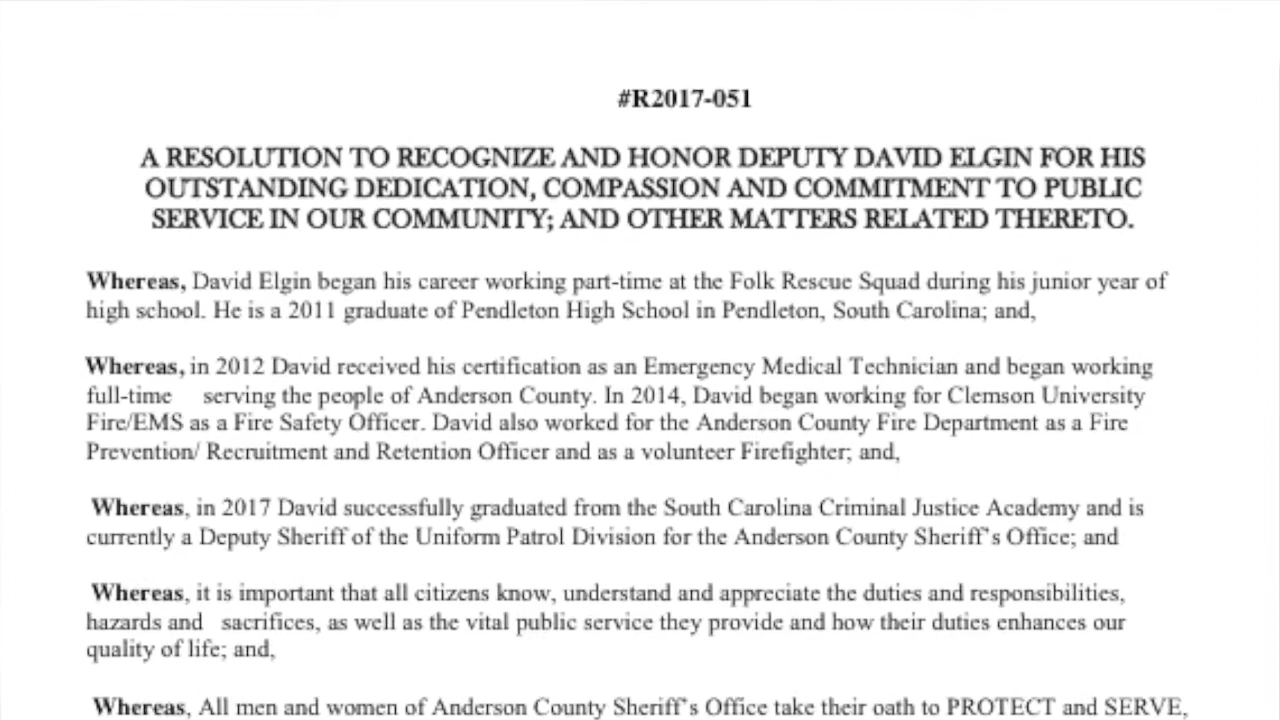 #R2017-051
A RESOLUTION TO RECOGNIZE AND HONOR DEPUTY DAVID ELGIN FOR HIS
OUTSTANDING DEDICATION, COMPASSION AND COMMITMENT TO PUBLIC
SERVICE IN OUR COMMUNITY; AND OTHER MATTERS RELATED THERETO.
Whereas, David Elgin began his career working part-time at the Folk Rescue Squad during his junior year of
high school. He is a 2011 graduate of Pendleton High School in Pendleton, South Carolina; and,
Whereas, in 2012 David received his certification as an Emergency Medical Technician and began working
full-time serving the people of Anderson County. In 2014, David began working for Clemson University
Fire/EMS as a Fire Safety Officer. David also worked for the Anderson County Fire Department as a Fire
Prevention/ Recruitment and Retention Officer and as a volunteer Firefighter; and,
Whereas, in 2017 David successfully graduated from the South Carolina Criminal Justice Academy and is
currently a Deputy Sheriff of the Uniform Patrol Division for the Anderson County Sheriff's Office; and
Whereas, it is important that all citizens know, understand and appreciate the duties and responsibilities,
hazards and sacrifices, as well as the vital public service they provide and how their duties enhances our
quality of life; and,
Whereas, All men and women of Anderson County Sheriff's Office take their oath to PROTECT and SERVE,